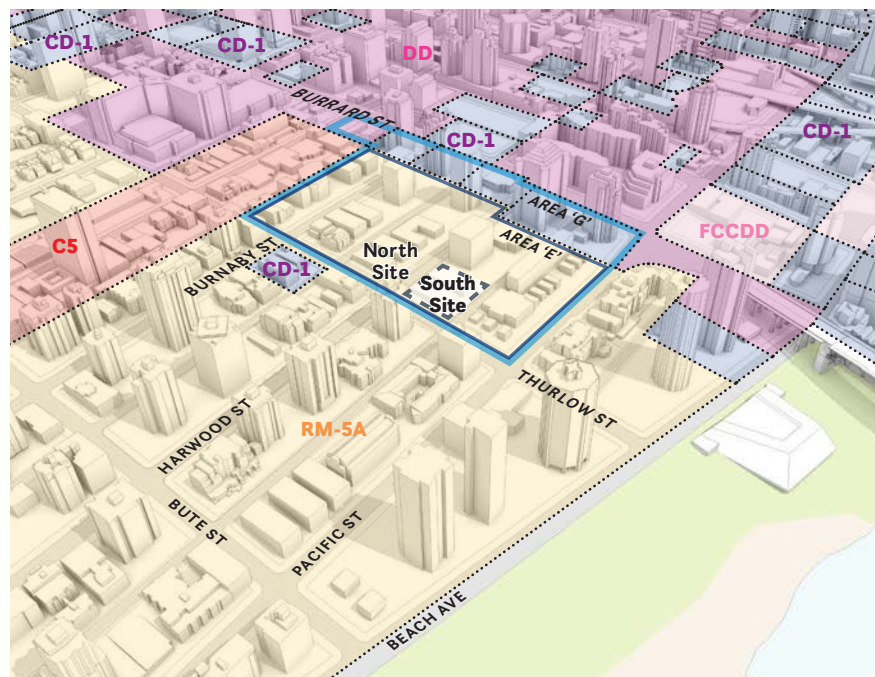 CD-1
CD-1
DD
BURRARD ST
CD-1
CD-1
AREA 'G'
AREA 'E'
FCCDD
C5
BURNABY ST
CD-1
North
Site
South
Site
THURLOW ST
HARWOOD ST
RM-5A
BUTE ST
PACIFIC ST
BEACH AVE